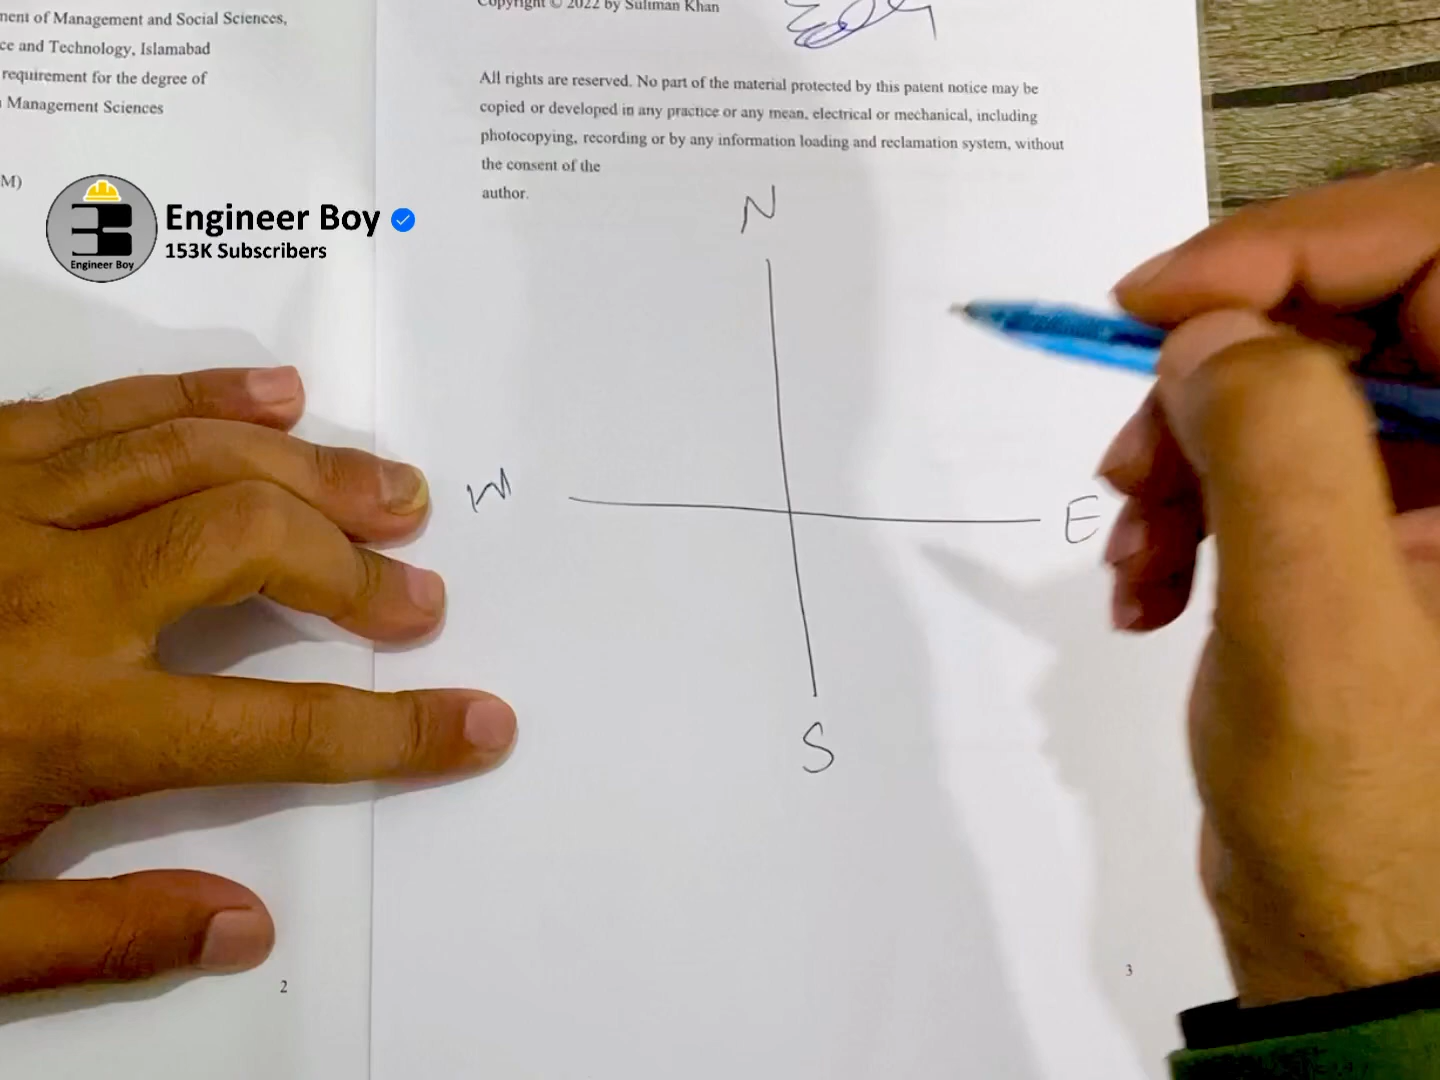 ment of Management and Social Sciences,
ce and Technology, Islamabad
requirement for the degree of
Management Sciences
M)
Copyright © 2022 by Suliman Khan
All rights are reserved. No part of the material protected by this patent notice may be
copied or developed in any practice or any mean, electrical or mechanical, including
photocopying, recording or by any information loading and reclamation system, without
the consent of the
author.
Engineer Boy
153K Subscribers
Engineer Boy
N
W
E
S
2
3